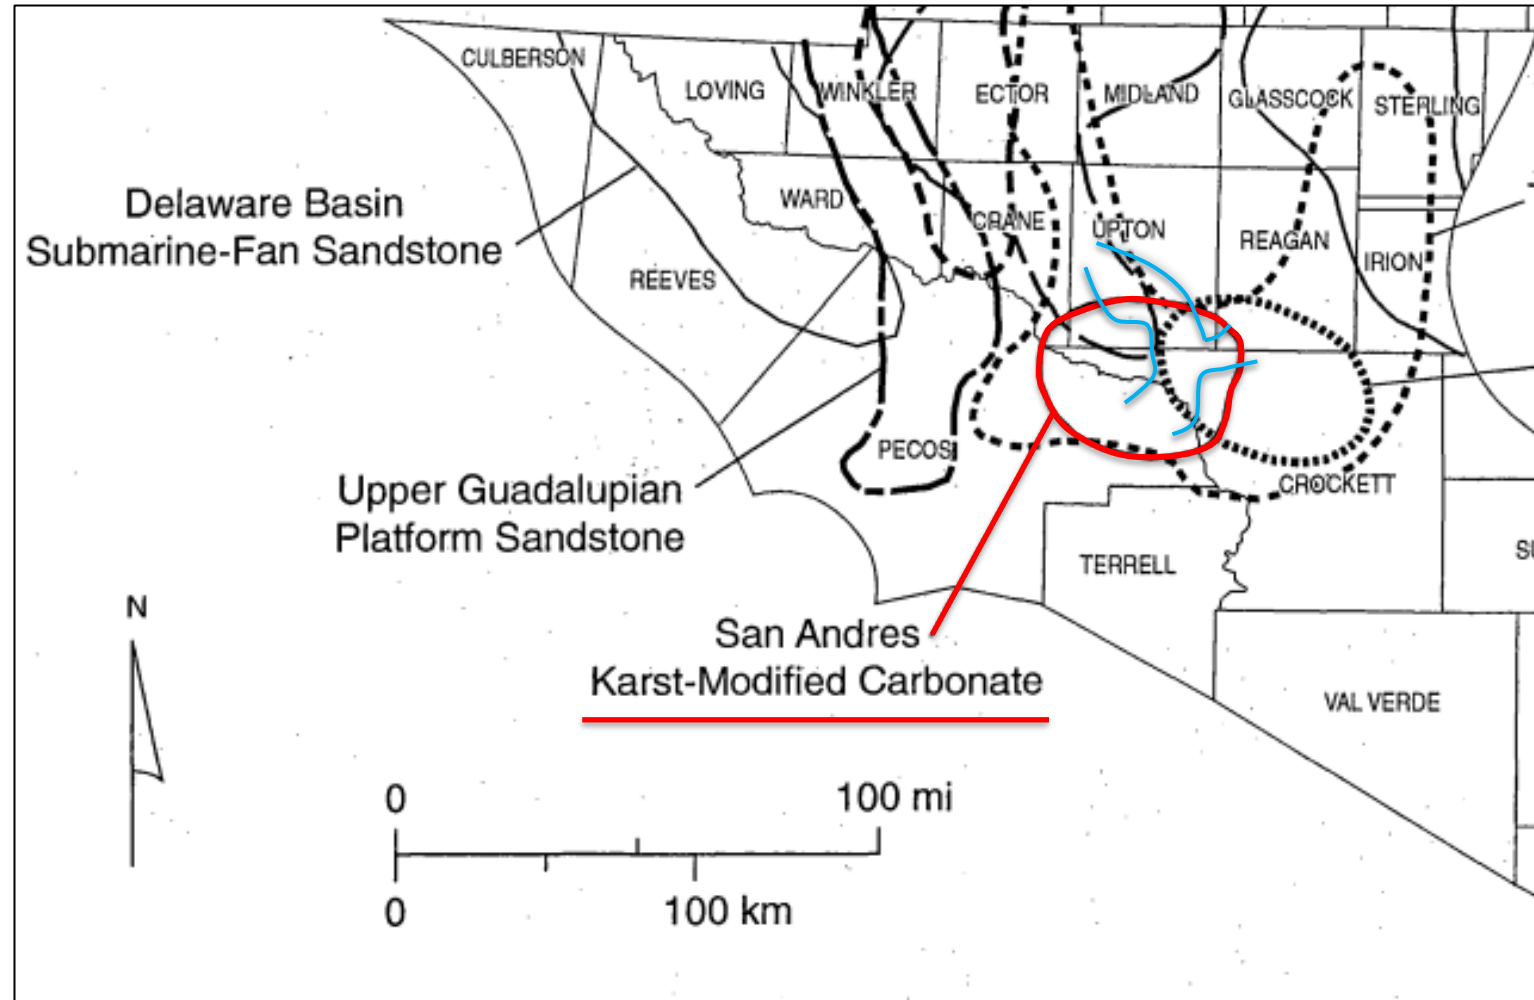 CULBERSON
LOVING
WINKLER
ECTOR
MIDLAND
GLASSCOCK
STERLING
Delaware Basin
Submarine-Fan Sandstone
WARD
CRANE
UPTON
REAGAN
IRION
REEVES
PECOS
CROCKETT
Upper Guadalupian
Platform Sandstone
TERRELL
N
San Andres
Karst-Modified Carbonate
VAL VERDE
0
100 mi
0
100 km